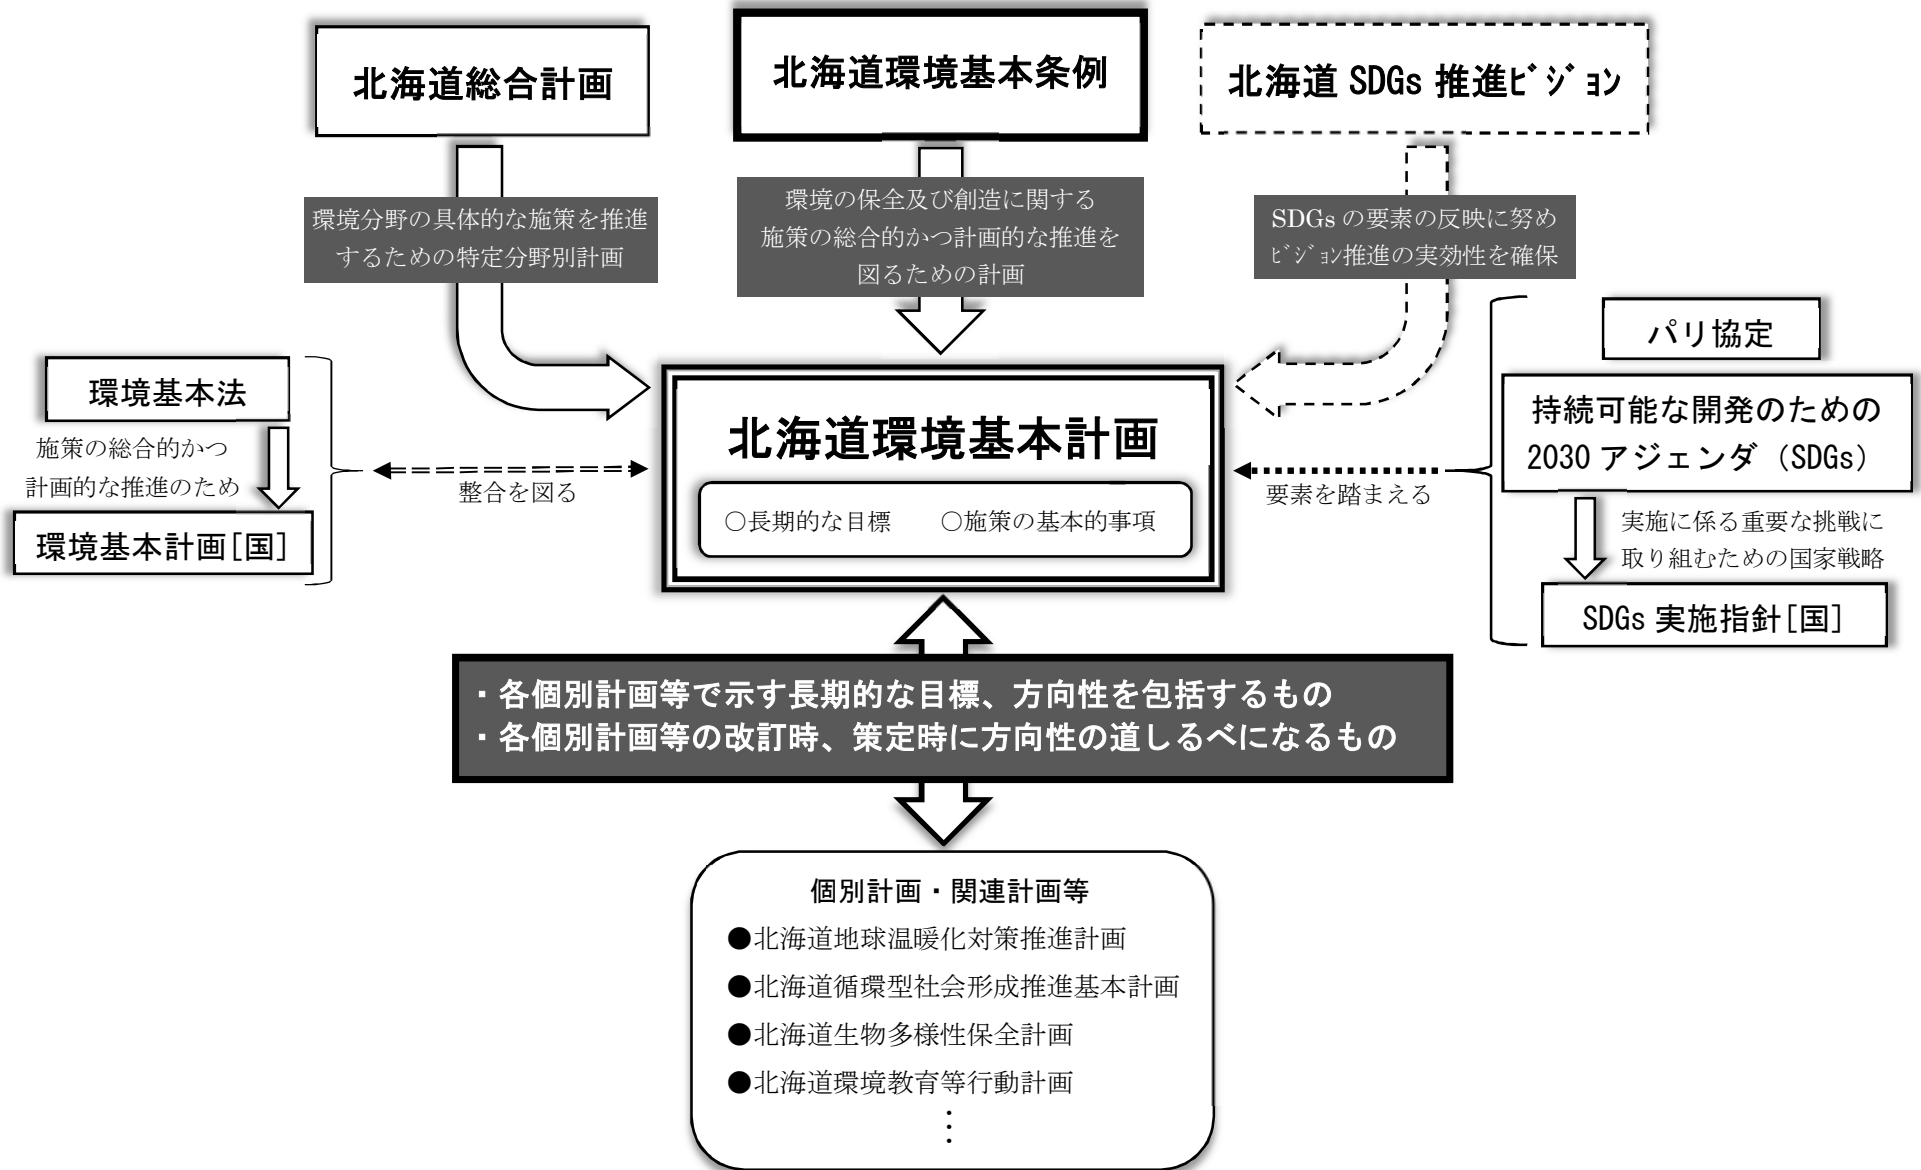 北海道総合計画
北海道環境基本条例
北海道 SDGs 推進ﾋﾞｼﾞｮﾝ
環境分野の具体的な施策を推進
するための特定分野別計画
環境の保全及び創造に関する
施策の総合的かつ計画的な推進を
図るための計画
SDGs の要素の反映に努め
ﾋﾞｼﾞｮﾝ推進の実効性を確保
環境基本法
施策の総合的かつ
計画的な推進のため
環境基本計画[国]
整合を図る
北海道環境基本計画
○長期的な目標 ○施策の基本的事項
要素を踏まえる
パリ協定
持続可能な開発のための
2030 アジェンダ（SDGs）
実施に係る重要な挑戦に
取り組むための国家戦略
SDGs 実施指針[国]
・各個別計画等で示す長期的な目標、方向性を包括するもの
・各個別計画等の改訂時、策定時に方向性の道しるべになるもの
個別計画・関連計画等
●北海道地球温暖化対策推進計画
●北海道循環型社会形成推進基本計画
●北海道生物多様性保全計画
●北海道環境教育等行動計画
⋮